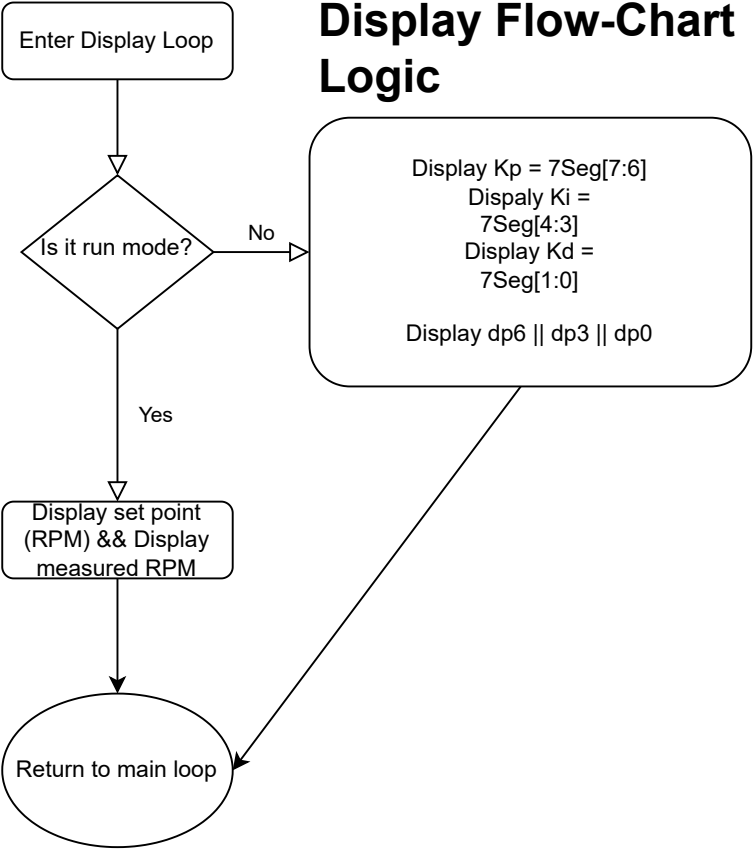 Display Flow-Chart
Logic
Enter Display Loop
Is it run mode?
No
Display Kp = 7Seg[7:6]
Dispaly Ki =
7Seg[4:3]
Display Kd =
7Seg[1:0]
Display dp6 || dp3 || dp0
Yes
Display set point
(RPM) && Display
measured RPM
Return to main loop